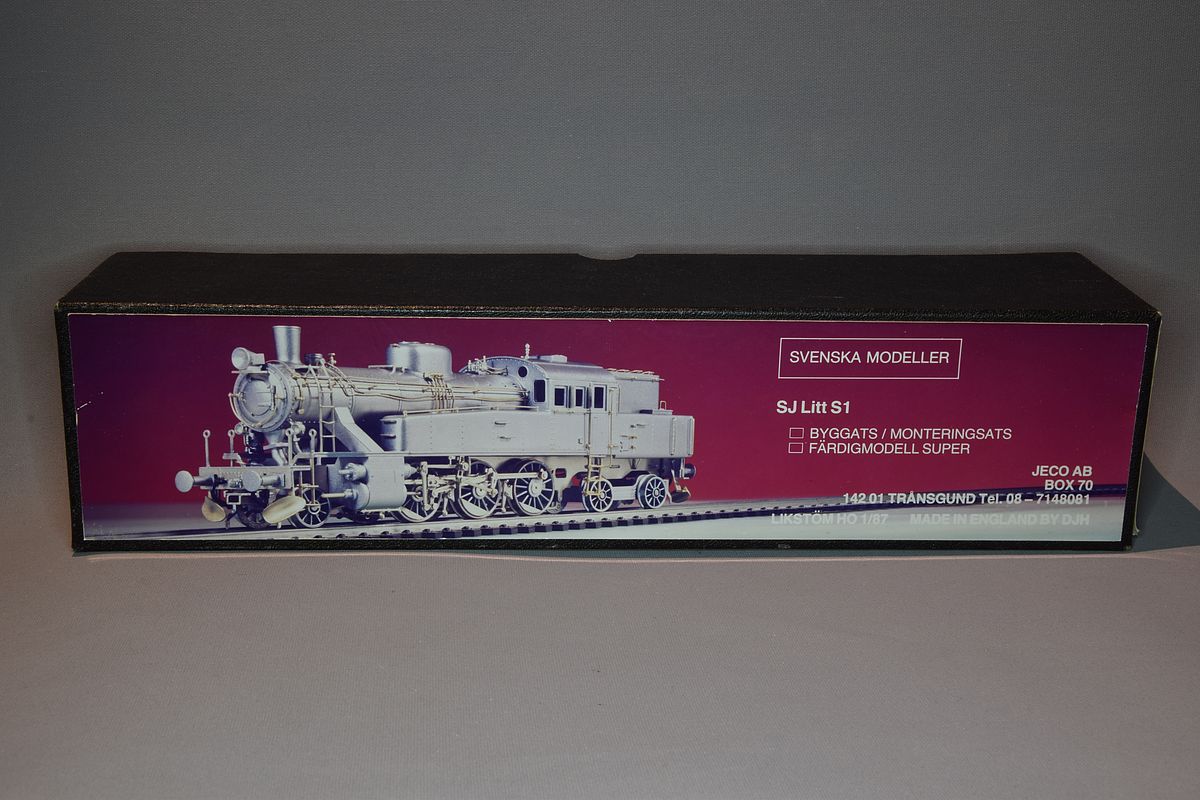 SVENSKA MODELLER
SJ Litt S1
BYGGATS / MONTERINGSATS
FÄRDIGMODELL SUPER
JECO AB
BOX 70
142 01 TRÅNSGUND Tel. 08 – 7148081
LIKSTÖM HO 1/87 MADE IN ENGLAND BY DJH